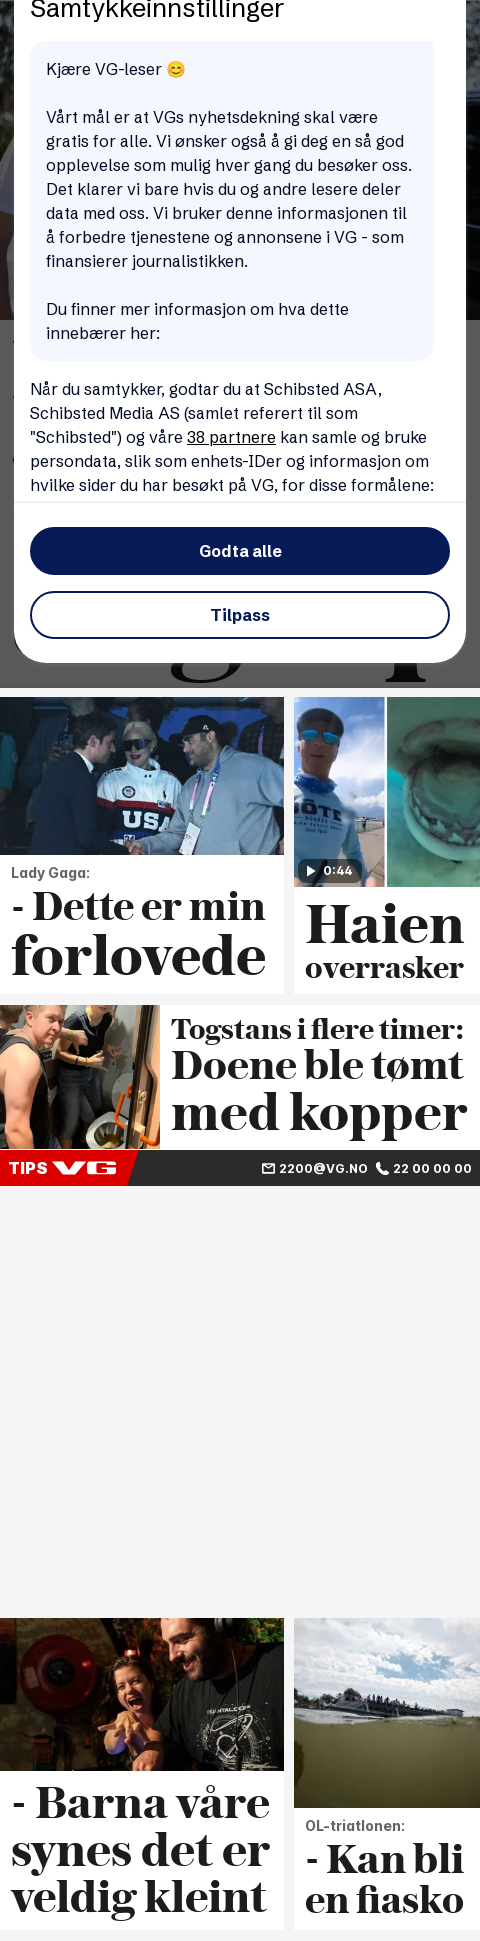 Samtykkeinnstillinger
Kjære VG-leser 😊
Vårt mål er at VGs nyhetsdekning skal være
gratis for alle. Vi ønsker også å gi deg en så god
opplevelse som mulig hver gang du besøker oss.
Det klarer vi bare hvis du og andre lesere deler
data med oss. Vi bruker denne informasjonen til
å forbedre tjenestene og annonsene i VG - som
finansierer journalistikken.
Du finner mer informasjon om hva dette
innebærer her:
Når du samtykker, godtar du at Schibsted ASA,
Schibsted Media AS (samlet referert til som
"Schibsted") og våre 38 partnere kan samle og bruke
persondata, slik som enhets-IDer og informasjon om
hvilke sider du har besøkt på VG, for disse formålene:
Godta alle
Tilpass
USA
GÖTE
BOARDS
0:44
Lady Gaga:
- Dette er min
forlovede
Haien
overrasker
Togstans i flere timer:
Doene ble tømt
med kopper
TIPS VG
2200@VG.NO 22 00 00 00
- Barna våre
synes det er
veldig kleint
OL-triatlonen:
- Kan bli
en fiasko